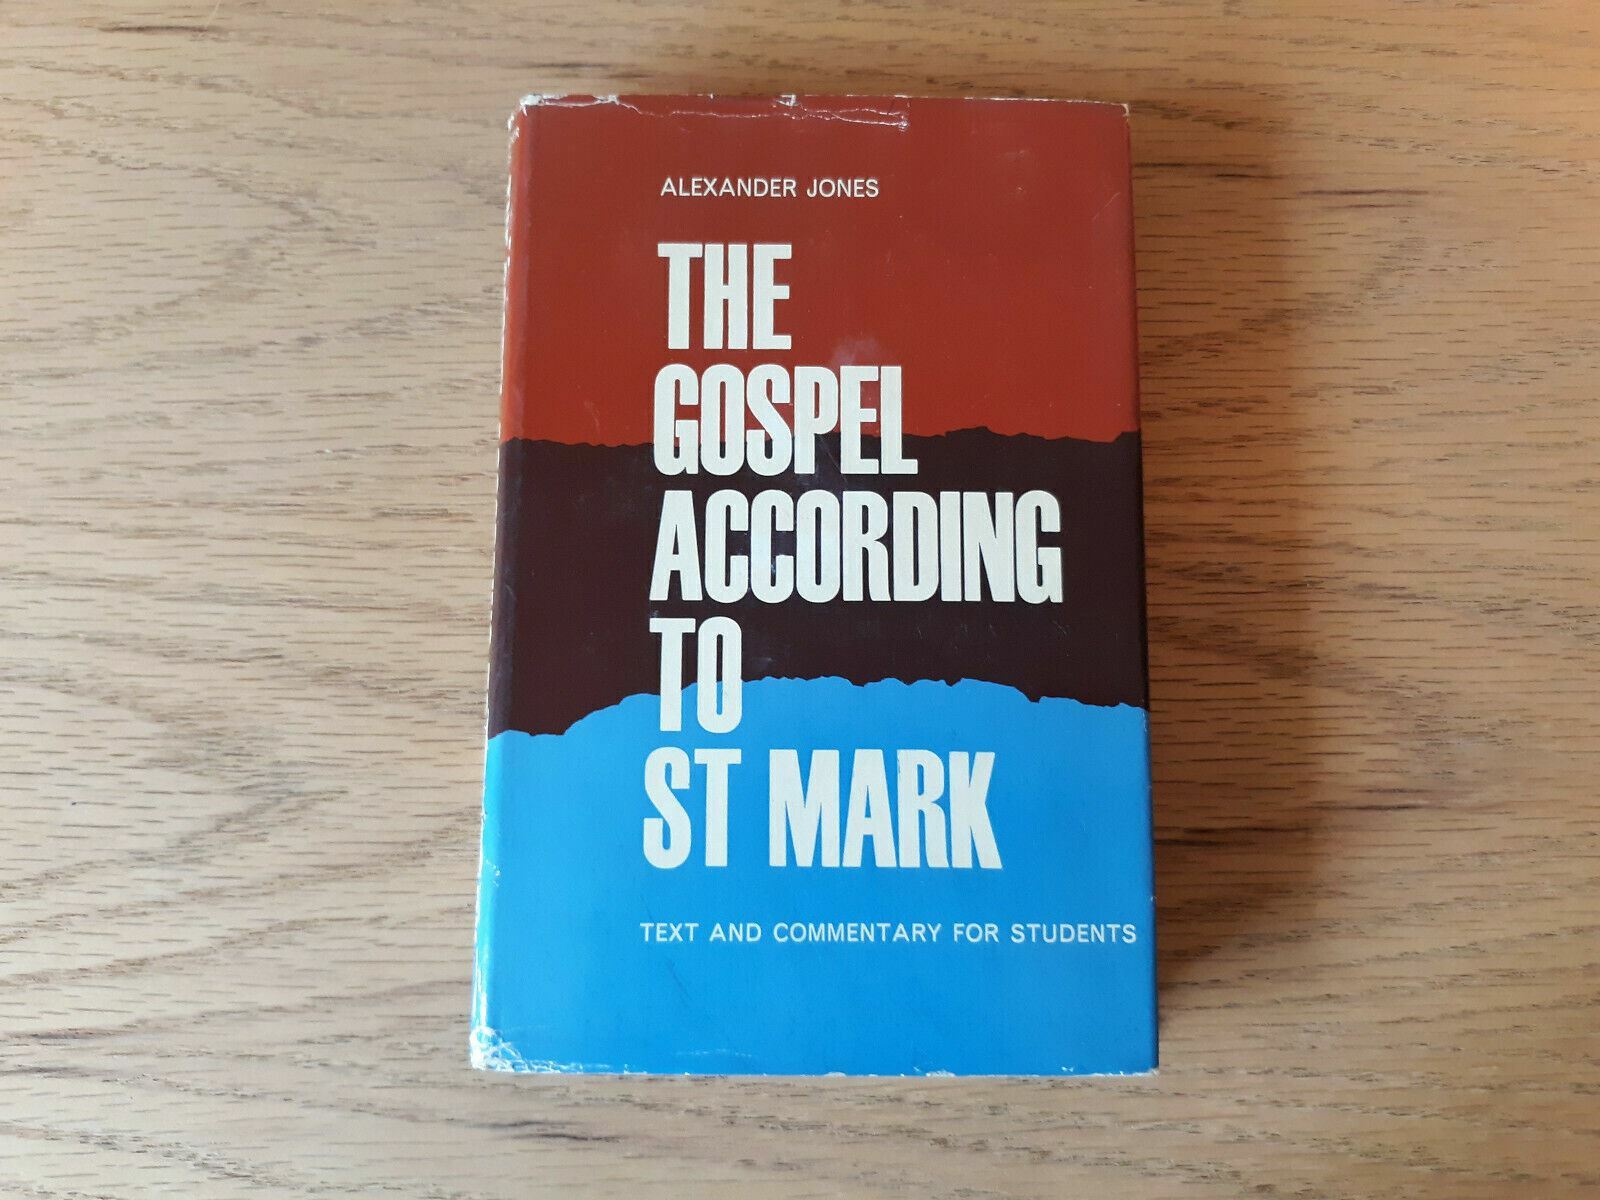 ALEXANDER JONES
THE
GOSPEL
ACCORDING
TO
ST MARK
TEXT AND COMMENTARY FOR STUDENTS